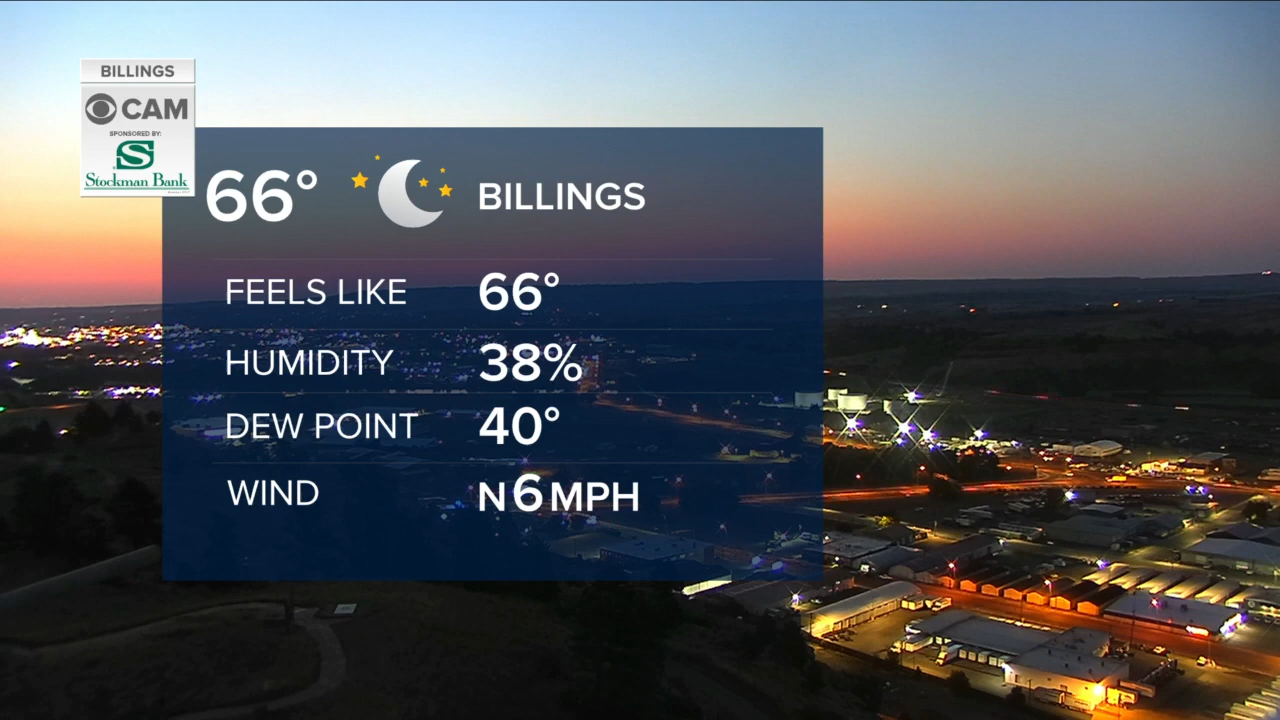 BILLINGS
CAM
SPONSORED BY:
S
Stockman Bank
66° BILLINGS
FEELS LIKE 66°
HUMIDITY 38%
DEW POINT 40°
WIND N 6 MPH